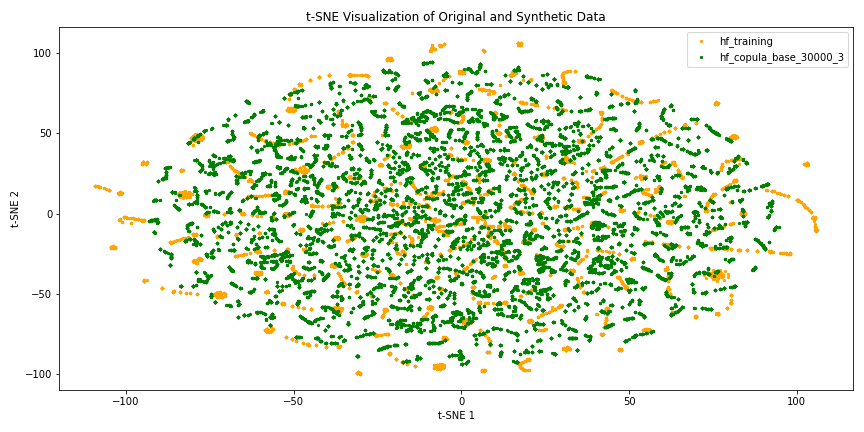 t-SNE Visualization of Original and Synthetic Data
hf_training
hf_copula_base_30000_3
100
50
0
−50
−100
t-SNE 2
−100
−50
0
50
100
t-SNE 1